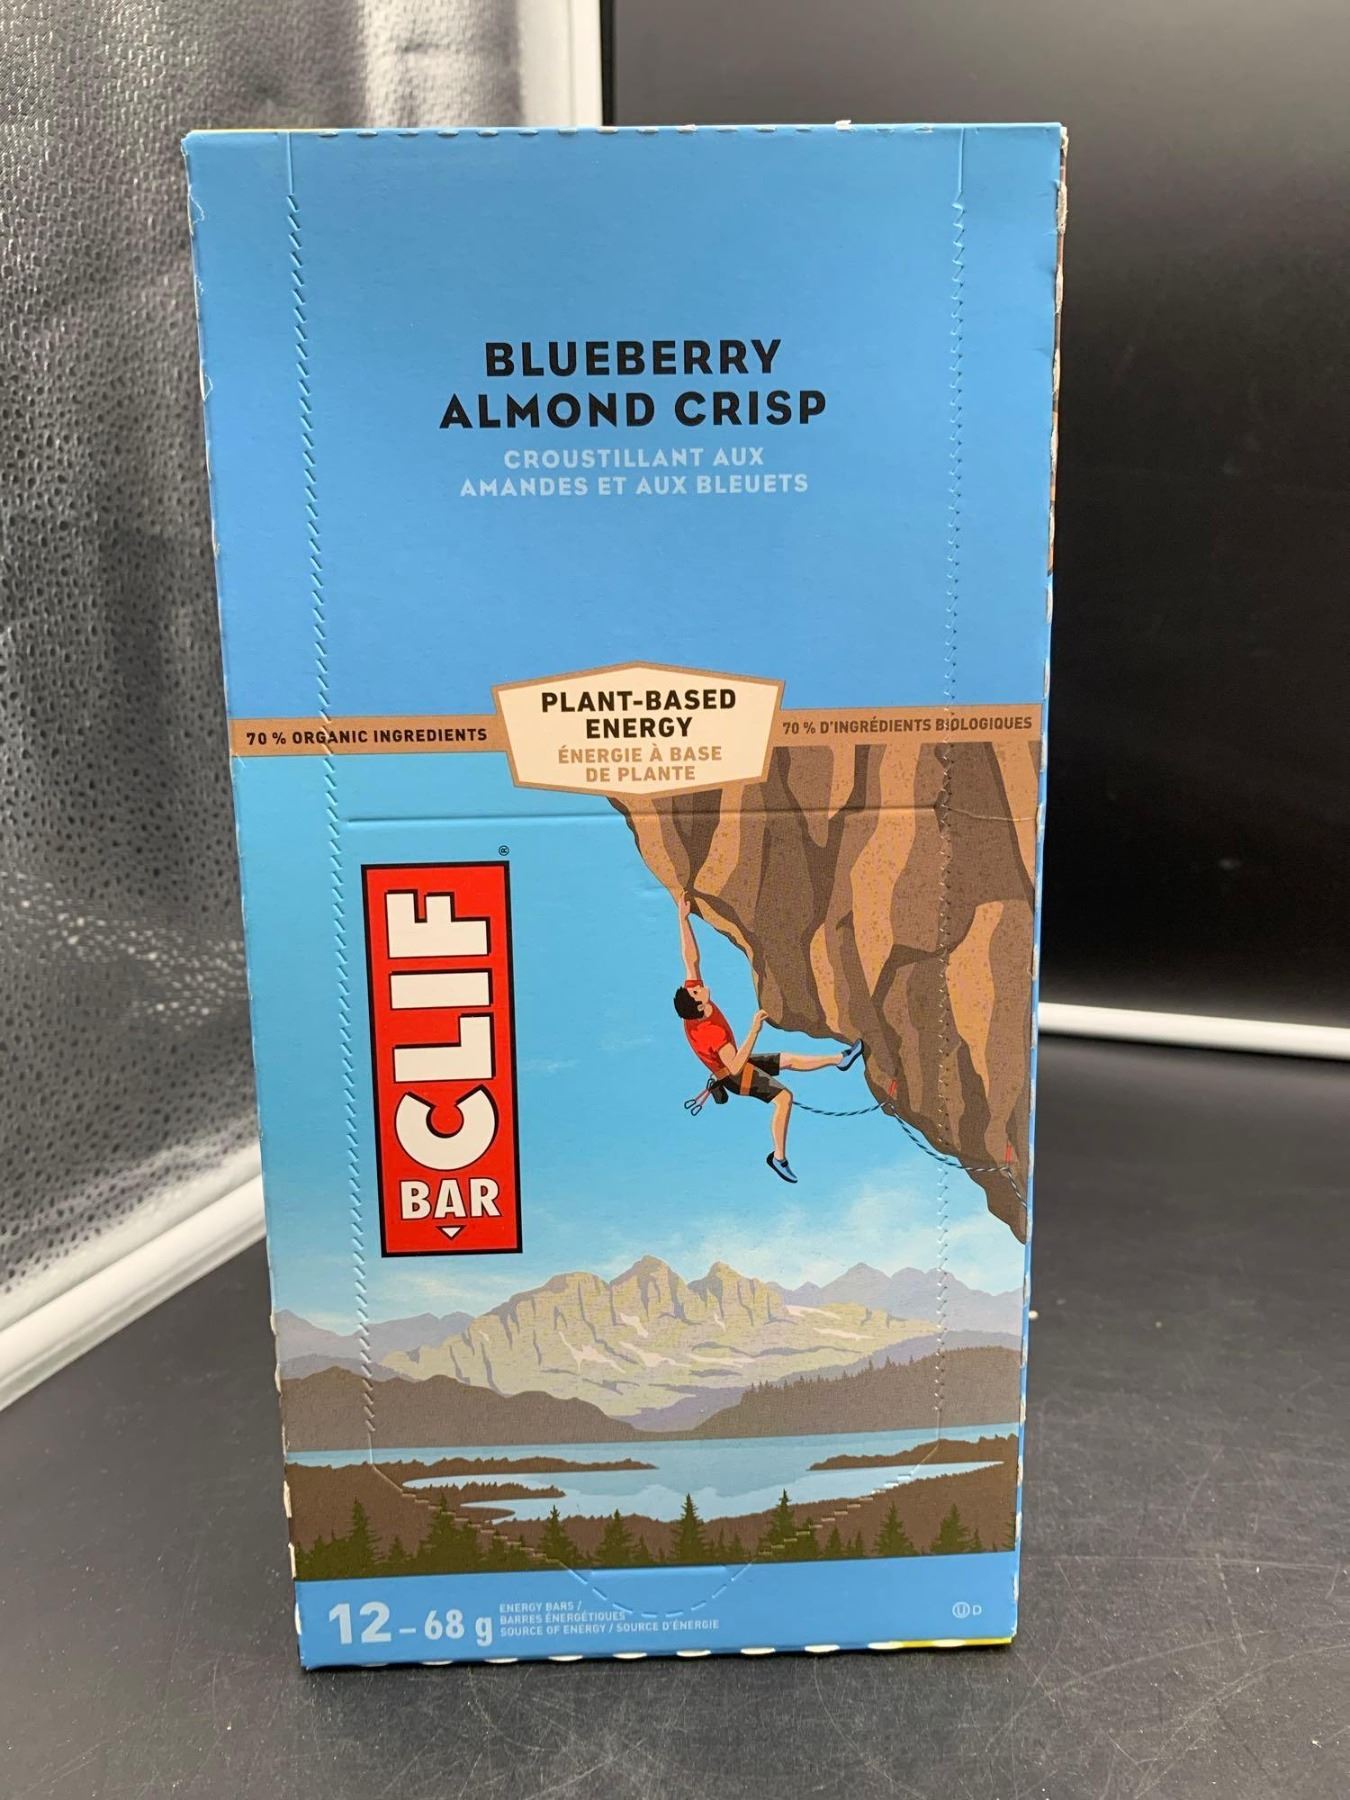 BLUEBERRY
ALMOND CRISP
CROUSTILLANT AUX
AMANDES ET AUX BLEUETS
PLANT-BASED
ENERGY
ÉNERGIE À BASE
DE PLANTE
70 % ORGANIC INGREDIENTS
70 % D'INGRÉDIENTS BIOLOGIQUES
CLIF®
BAR
12 – 68 g
ENERGY BARS /
BARRES ÉNERGÉTIQUES
SOURCE OF ENERGY / SOURCE D'ÉNERGIE
Ⓤ D